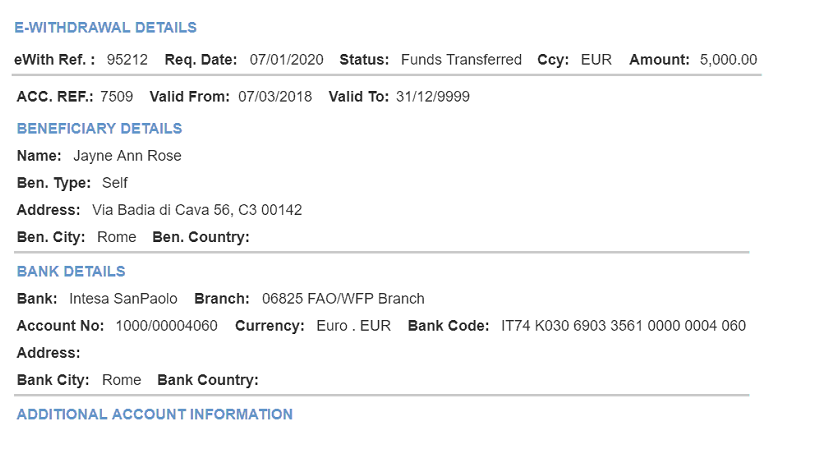 E-WITHDRAWAL DETAILS
eWith Ref. : 95212 Req. Date: 07/01/2020 Status: Funds Transferred Ccy: EUR Amount: 5,000.00
ACC. REF.: 7509 Valid From: 07/03/2018 Valid To: 31/12/9999
BENEFICIARY DETAILS
Name: Jayne Ann Rose
Ben. Type: Self
Address: Via Badia di Cava 56, C3 00142
Ben. City: Rome Ben. Country:
BANK DETAILS
Bank: Intesa SanPaolo Branch: 06825 FAO/WFP Branch
Account No: 1000/00004060 Currency: Euro . EUR Bank Code: IT74 K030 6903 3561 0000 0004 060
Address:
Bank City: Rome Bank Country:
ADDITIONAL ACCOUNT INFORMATION